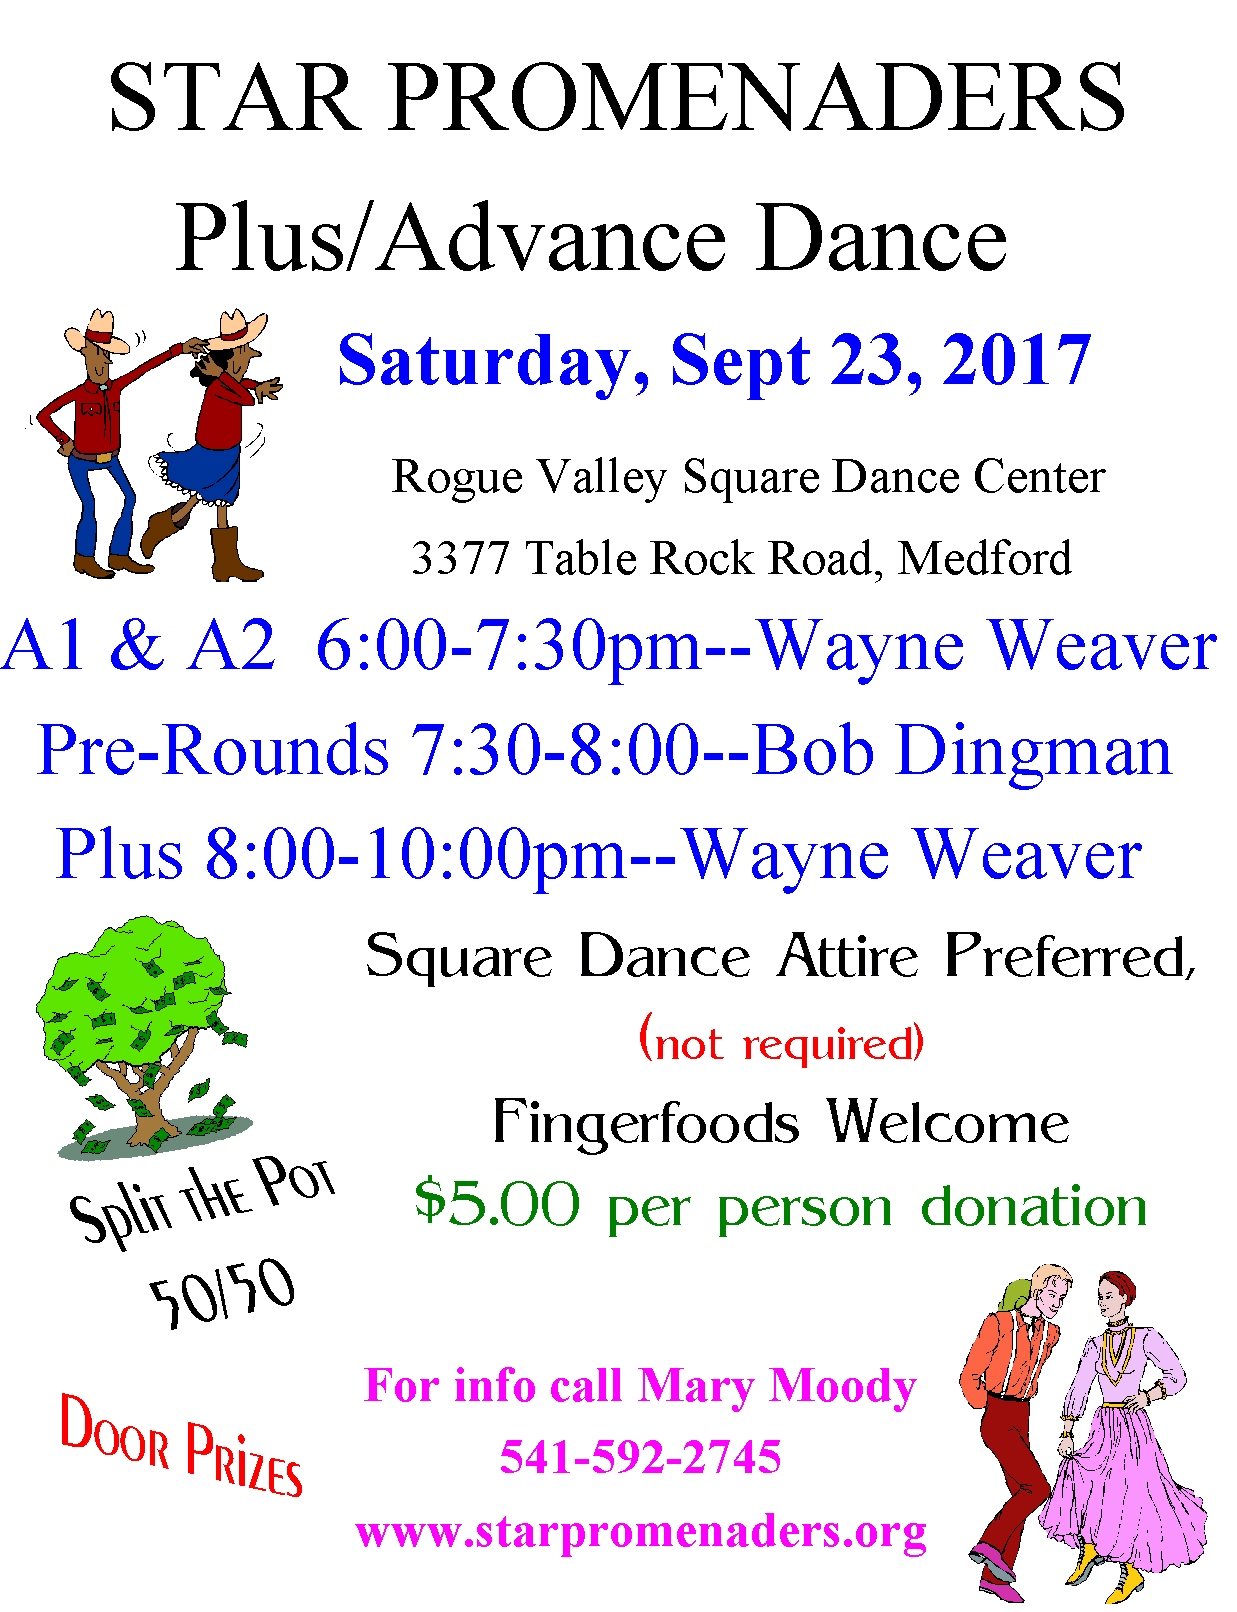 STAR PROMENADERS
Plus/Advance Dance
Saturday, Sept 23, 2017
Rogue Valley Square Dance Center
3377 Table Rock Road, Medford
A1 & A2 6:00-7:30pm--Wayne Weaver
Pre-Rounds 7:30-8:00--Bob Dingman
Plus 8:00-10:00pm--Wayne Weaver
Square Dance Attire Preferred,
(not required)
Fingerfoods Welcome
$5.00 per person donation
Split the Pot
50/50
Door Prizes
For info call Mary Moody
541-592-2745
www.starpromenaders.org